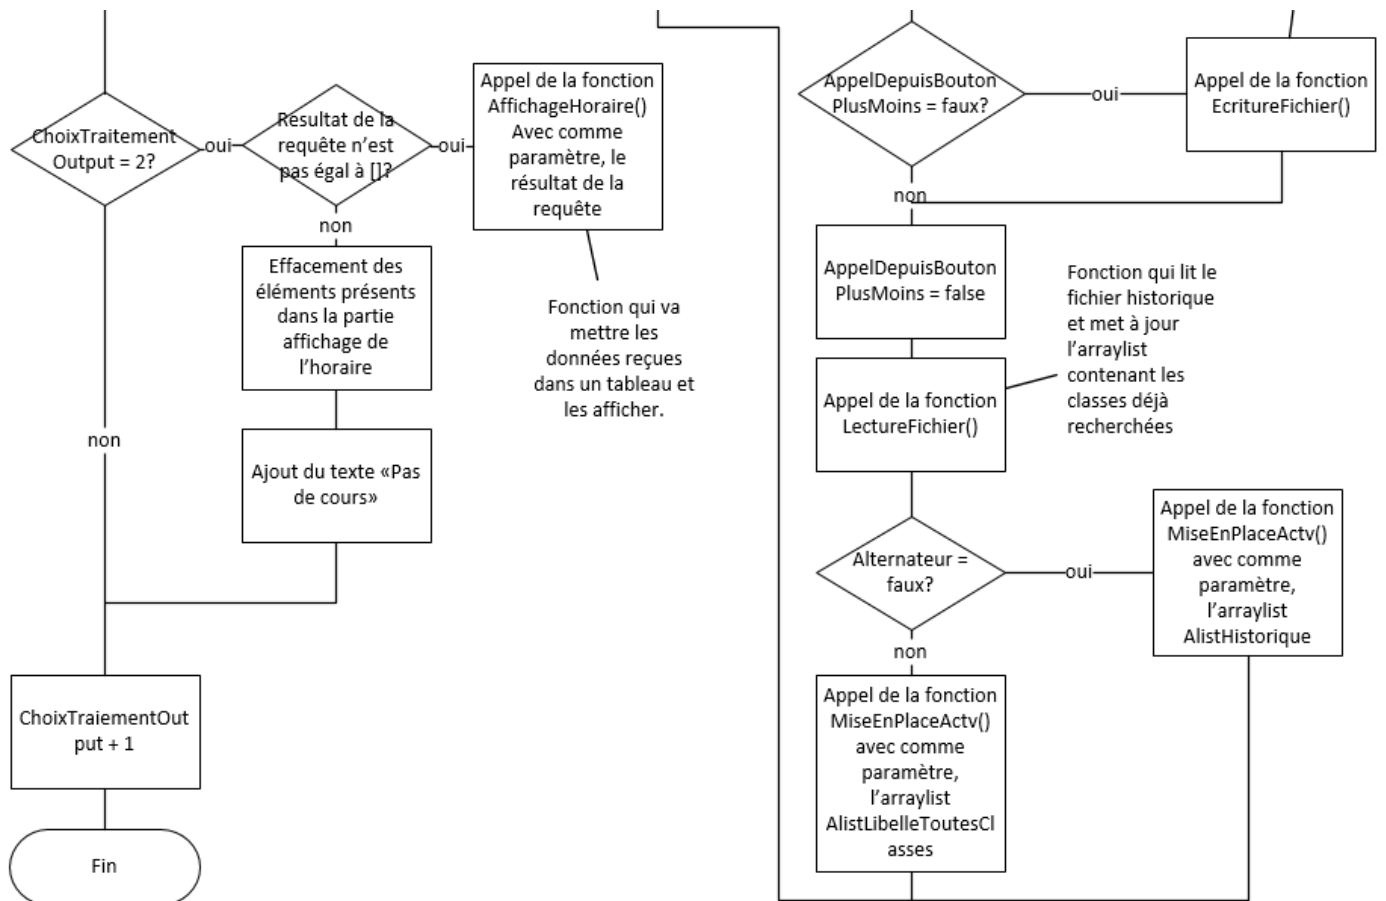 ChoixTraitement
Output = 2?
oui
Résultat de la
requête n'est
pas égal à []?
oui
Appel de la fonction
AffichageHoraire()
Avec comme
paramètre, le
résultat de la
requête
non
Effacement des
éléments présents
dans la partie
affichage de
l'horaire
Fonction qui va
mettre les
données reçues
dans un tableau et
les afficher.
non
Ajout du texte «Pas
de cours»
ChoixTraiementOut
put + 1
Fin
AppelDepuisBouton
PlusMoins = faux?
oui
Appel de la fonction
EcritureFichier()
non
AppelDepuisBouton
PlusMoins = false
Fonction qui lit le
fichier historique
et met à jour
l'arraylist
contenant les
classes déjà
recherchées
Appel de la fonction
LectureFichier()
Alternateur =
faux?
oui
Appel de la fonction
MiseEnPlaceActv()
avec comme
paramètre,
l'arraylist
AlistHistorique
non
Appel de la fonction
MiseEnPlaceActv()
avec comme
paramètre,
l'arraylist
AlistLibelleToutesCl
asses